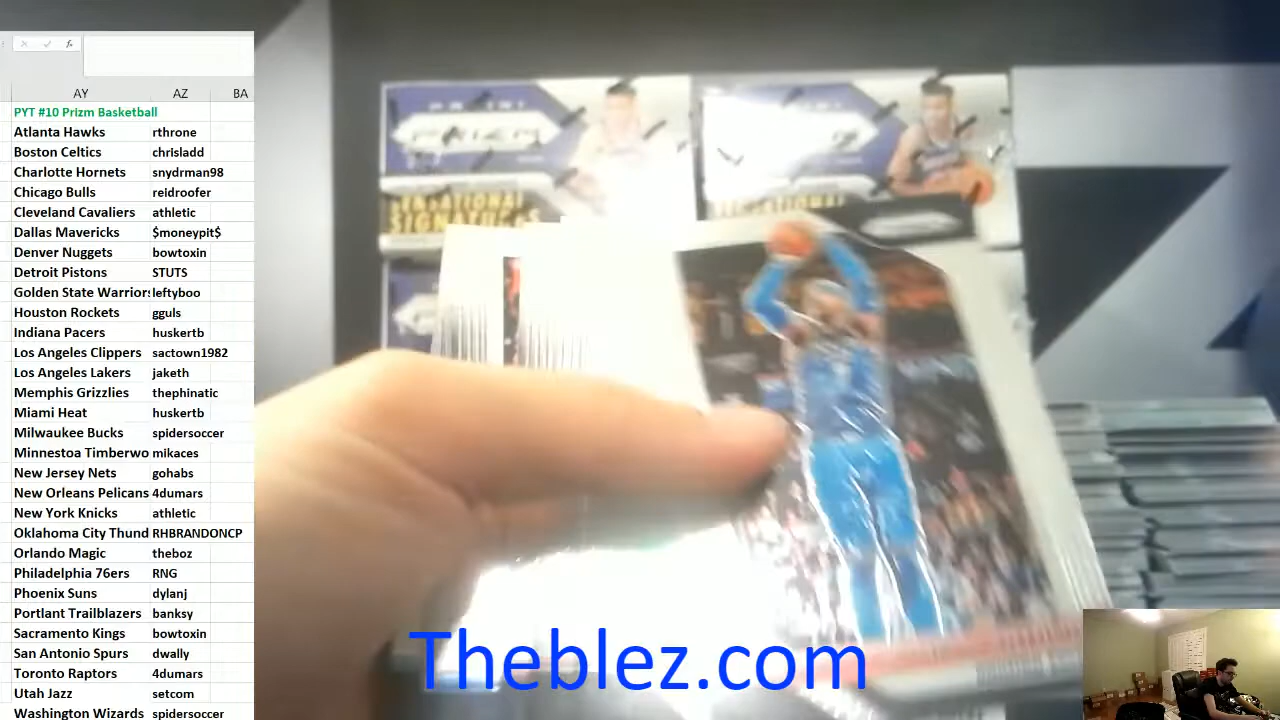 AY AZ BA
PYT #10 Prizm Basketball
Atlanta Hawks rthrone
Boston Celtics chrisladd
Charlotte Hornets snydrman98
Chicago Bulls reidroofer
Cleveland Cavaliers athletic
Dallas Mavericks $moneypit$
Denver Nuggets bowtoxin
Detroit Pistons STUTS
Golden State Warriors leftyboo
Houston Rockets gguls
Indiana Pacers huskertb
Los Angeles Clippers sactown1982
Los Angeles Lakers jaketh
Memphis Grizzlies thephinatic
Miami Heat huskertb
Milwaukee Bucks spidersoccer
Minnestoa Timberwo mikaces
New Jersey Nets gohabs
New Orleans Pelicans 4dumars
New York Knicks athletic
Oklahoma City Thund RHBRANDONCP
Orlando Magic theboz
Philadelphia 76ers RNG
Phoenix Suns dylanj
Portlant Trailblazers banksy
Sacramento Kings bowtoxin
San Antonio Spurs dwally
Toronto Raptors 4dumars
Utah Jazz setcom
Washington Wizards spidersoccer
PRIZM
SENSATIONAL
SIGNATURES
Theblez.com